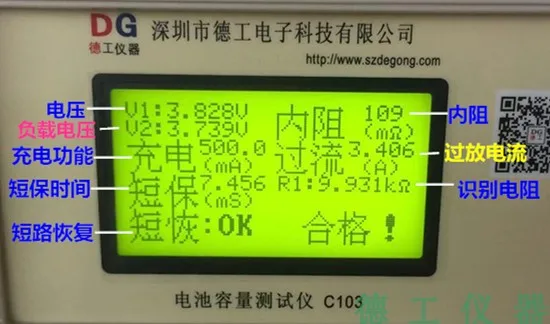 DG 深圳市德工电子科技有限公司
德工仪器
http://www.szdegong.com
电压 V1:3.828V 内阻 109 (mΩ) 内阻
负载电压 V2:3.739V
充电功能 充电 500.0 (mA) 过流 3.406 (A) 过放电流
短保时间 短保 7.456 (mS) R1:9.931kΩ 识别电阻
短路恢复 短恢:OK 合格!
电池容量测试仪 C103
德工仪器